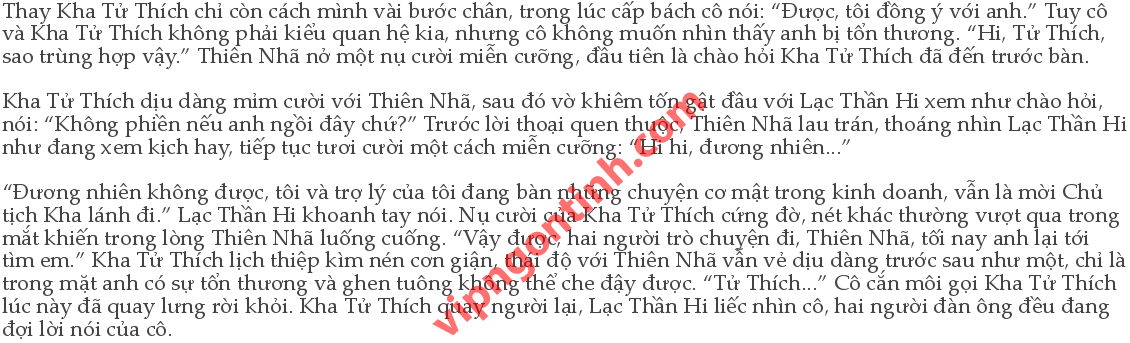 Thay Kha Tử Thích chỉ còn cách mình vài bước chân, trong lúc cấp bách cô nói: “Được, tôi đồng ý với anh.” Tuy cô
và Kha Tử Thích không phải kiểu quan hệ kia, nhưng cô không muốn nhìn thấy anh bị tổn thương. “Hi, Tử Thích,
sao trùng hợp vậy.” Thiên Nhã nở một nụ cười miễn cưỡng, đầu tiên là chào hỏi Kha Tử Thích đã đến trước bàn.
Kha Tử Thích dịu dàng mỉm cười với Thiên Nhã, sau đó vờ khiêm tốn gật đầu với Lạc Thần Hi xem như chào hỏi,
nói: “Không phiền nếu anh ngồi đây chứ?” Trước lời thoại quen thuộc, Thiên Nhã lau trán, thoáng nhìn Lạc Thần Hi
như đang xem kịch hay, tiếp tục tươi cười một cách miễn cưỡng: “Hi hi, đương nhiên...”
“Đương nhiên không được, tôi và trợ lý của tôi đang bàn những chuyện cơ mật trong kinh doanh, vẫn là mời Chủ
tịch Kha lánh đi.” Lạc Thần Hi khoanh tay nói. Nụ cười của Kha Tử Thích cứng đờ, nét khác thường vượt qua trong
mắt khiến trong lòng Thiên Nhã luống cuống. “Vậy được, hai người trò chuyện đi, Thiên Nhã, tối nay anh lại tới
tìm em.” Kha Tử Thích lịch thiệp kìm nén cơn giận, thái độ với Thiên Nhã vẫn vẻ dịu dàng trước sau như một, chỉ là
trong mặt anh có sự tổn thương và ghen tuông không thể che đậy được. “Tử Thích...” Cô cắn môi gọi Kha Tử Thích
lúc này đã quay lưng rời khỏi. Kha Tử Thích quay người lại, Lạc Thần Hi liếc nhìn cô, hai người đàn ông đều đang
đợi lời nói của cô.
vipngontinh.com